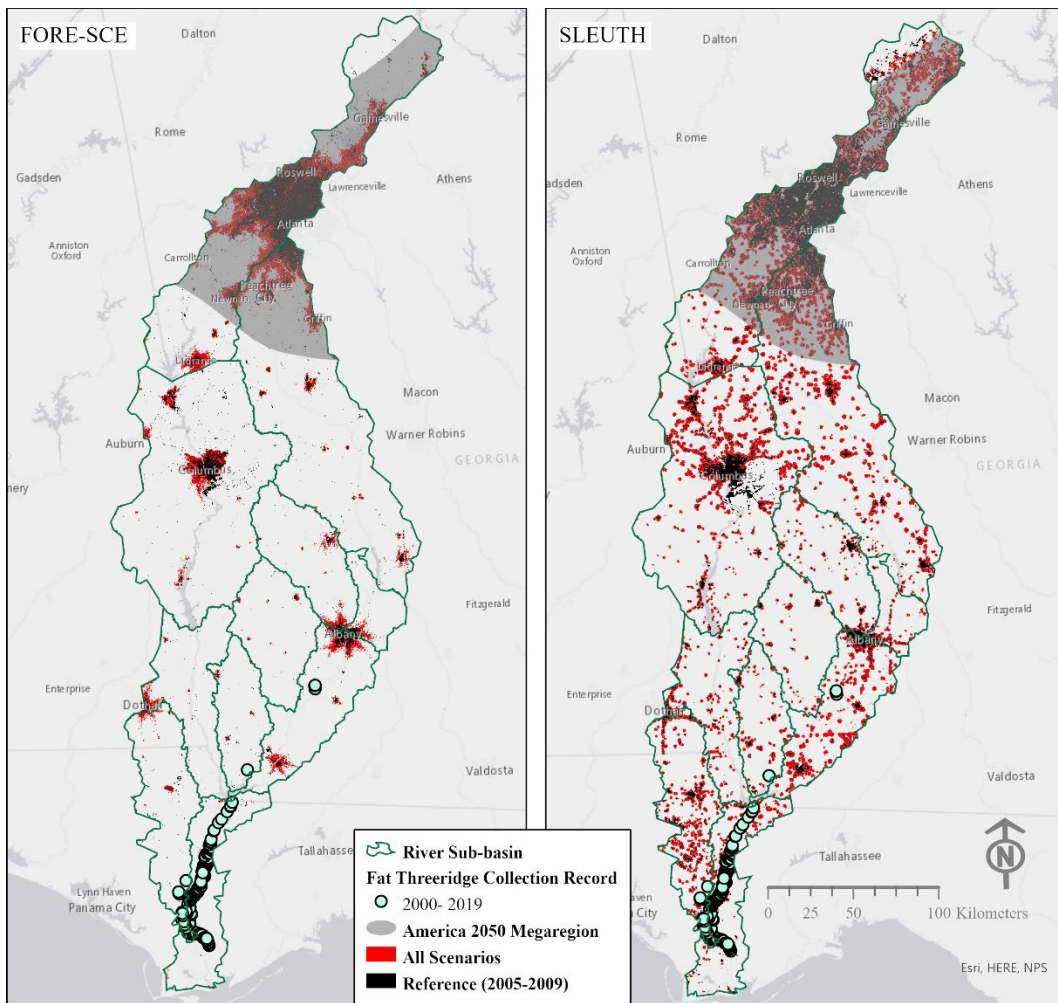 FORE-SCE
Dalton
Rome
Gainesville
Gadsden
Roswell
Lawrenceville
Athens
Atlanta
Anniston
Oxford
Carrollton
Newnan
Peachtree
City
Griffin
Macon
Auburn
Warner Robins
Columbus
GEORGIA
nery
Fitzgerald
Albany
Enterprise
Dothan
Valdosta
Tallahassee
Lynn Haven
Panama City
SLEUTH
Dalton
Rome
Gainesville
Gadsden
Roswell
Lawrenceville
Athens
Atlanta
Anniston
Oxford
Carrollton
Newnan
Peachtree
City
Griffin
Macon
Auburn
Warner Robins
Columbus
GEORGIA
Fitzgerald
Albany
Enterprise
Dothan
Valdosta
Tallahassee
City
N
0 25 50 100 Kilometers
Esri, HERE, NPS
River Sub-basin
Fat Threeridge Collection Record
2000- 2019
America 2050 Megaregion
All Scenarios
Reference (2005-2009)